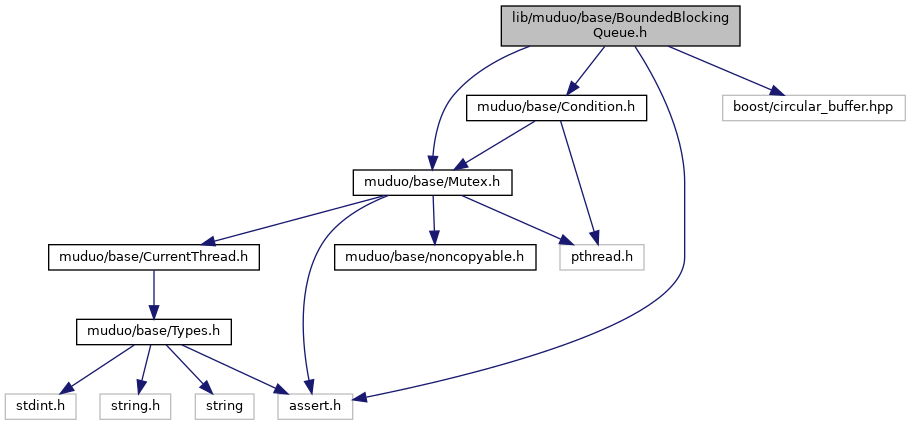 lib/muduo/base/BoundedBlocking
Queue.h
muduo/base/Condition.h
boost/circular_buffer.hpp
muduo/base/Mutex.h
muduo/base/CurrentThread.h
muduo/base/noncopyable.h
pthread.h
muduo/base/Types.h
stdint.h
string.h
string
assert.h